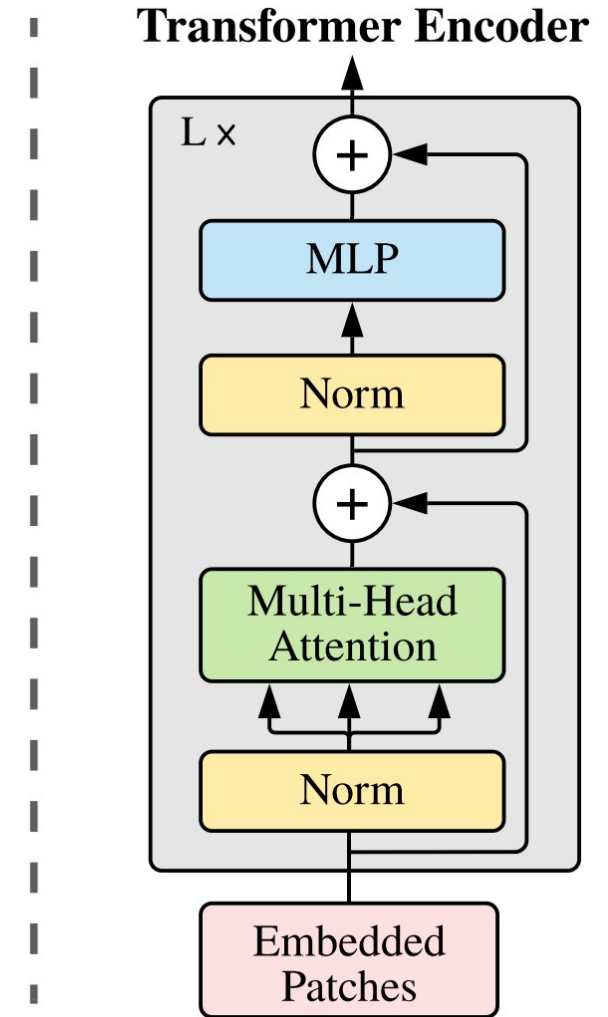 Transformer Encoder
L ×
+
MLP
Norm
+
Multi-Head
Attention
Norm
Embedded
Patches